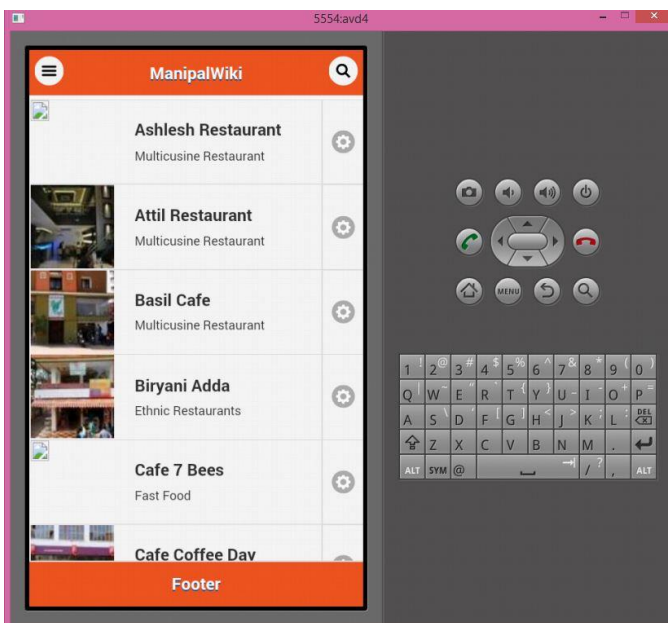 5554:avd4
ManipalWiki
Ashlesh Restaurant
Multicusine Restaurant
Attil Restaurant
Multicusine Restaurant
Basil Cafe
Multicusine Restaurant
Biryani Adda
Ethnic Restaurants
Cafe 7 Bees
Fast Food
Cafe Coffee Day
Footer
MENU
1 ! 2 @ 3 # 4 $ 5 % 6 ^ 7 & 8 * 9 ( 0 )
Q W ~ E " R ` T { Y } U - I - O + P =
A S \ D ' F [ G ] H < J > K ; L : DEL
Z X C V B N M .
ALT SYM @ / ? , ALT